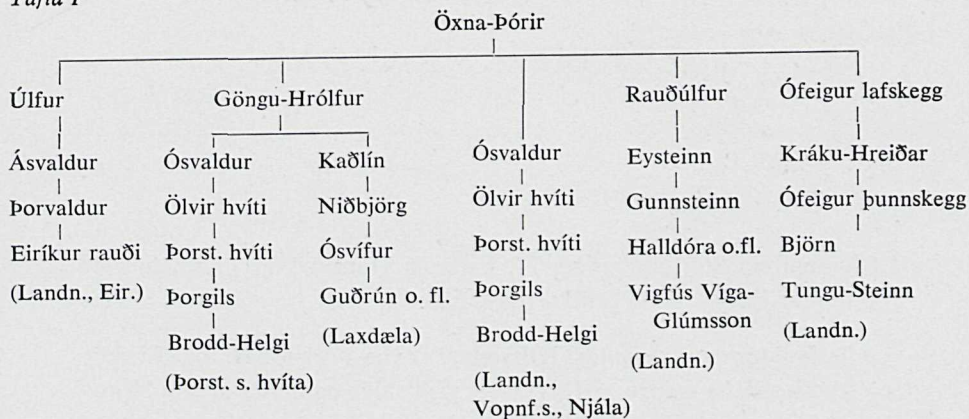 Tafla I
Öxna-Þórir
Úlfur Göngu-Hrólfur Rauðúlfur Ófeigur lafskegg
Ásvaldur Ósvaldur Kaðlín Ósvaldur Eysteinn Kráku-Hreiðar
Þorvaldur Ölvir hvíti Niðbjörg Ölvir hvíti Gunnsteinn Ófeigur þunnskegg
Eiríkur rauði Þorst. hvíti Ósvífur Þorst. hvíti Halldóra o.fl. Björn
(Landn., Eir.) Þorgils Guðrún o. fl. Þorgils Vigfús Víga- Tungu-Steinn
Glúmsson
Brodd-Helgi (Laxdæla) Brodd-Helgi (Landn.) (Landn.)
(Þorst. s. hvíta) (Landn.,
Vopnf.s., Njála)